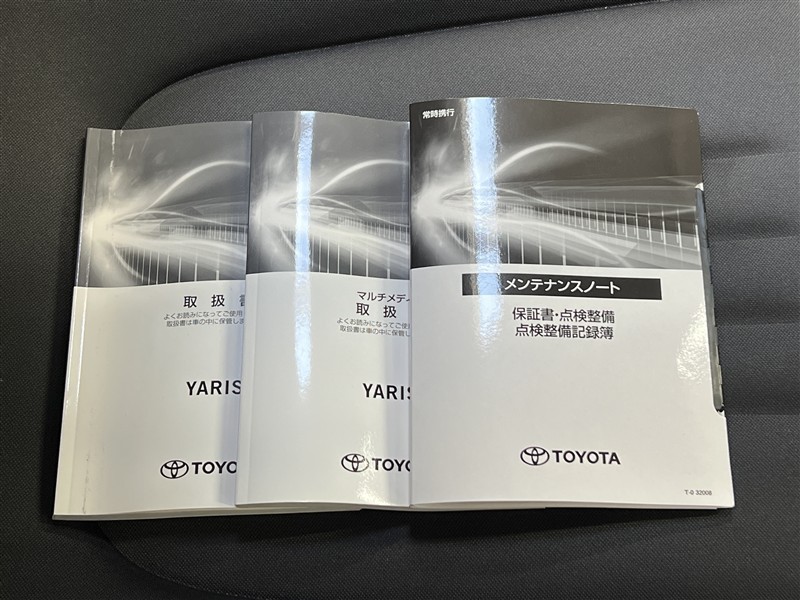 取扱
よくお読みになってご使用
取扱書は車の中に保管し
YARIS
TOYO
マルチメデ
取扱
よくお読みになってご使用
取扱書は車の中に保管し
YARIS
TOYO
常時携行
メンテナンスノート
保証書・点検整備
点検整備記録簿
TOYOTA
T-0 32008